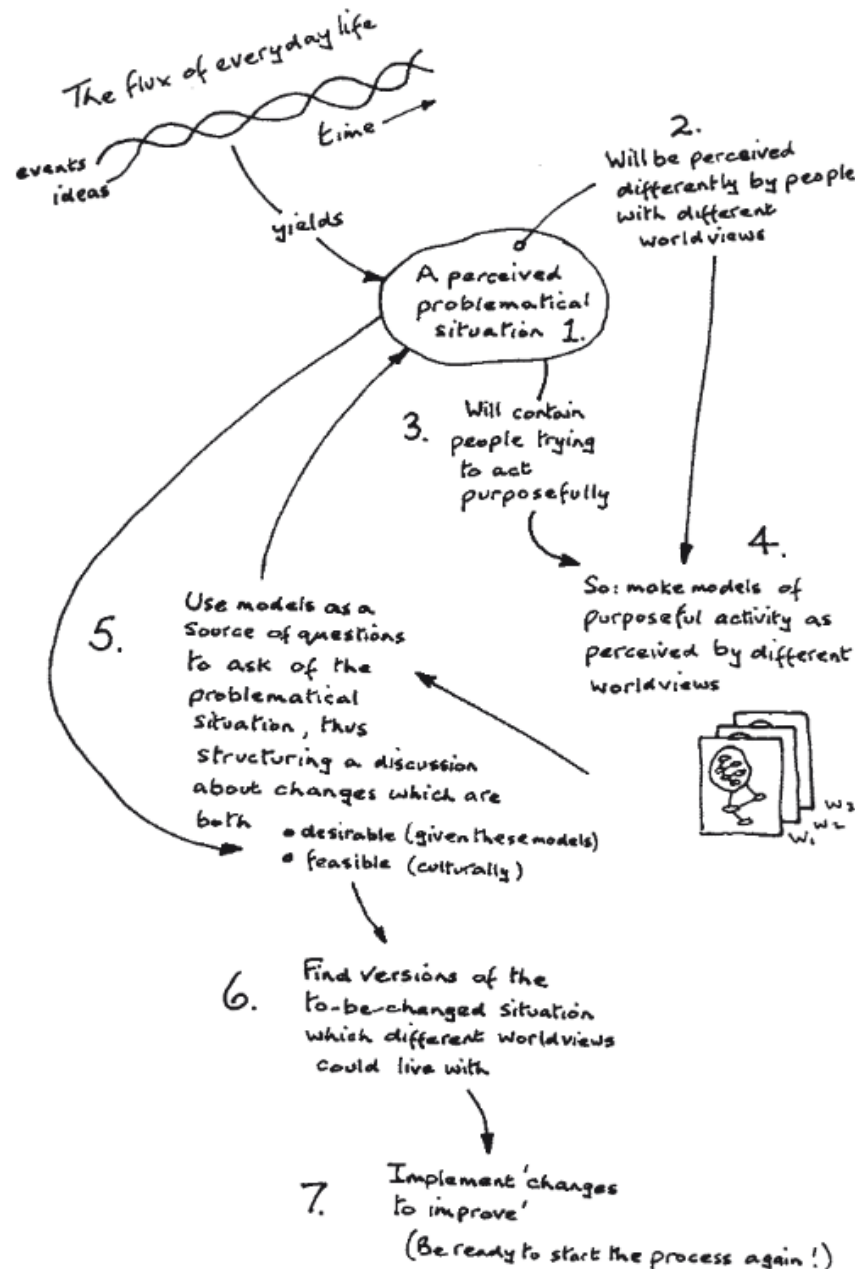 The flux of everyday life
events
ideas
time
yields
2.
Will be perceived
differently by people
with different
worldviews
A perceived
problematical
situation 1.
3. Will contain
people trying
to act
purposefully
4.
So: make models of
purposeful activity as
perceived by different
worldviews
W3
W2
W1
5. Use models as a
source of questions
to ask of the
problematical
situation, thus
structuring a discussion
about changes which are
both
• desirable (given these models)
• feasible (culturally)
6. Find versions of the
to-be-changed situation
which different worldviews
could live with
7. Implement 'changes
to improve'
(Be ready to start the process again!)